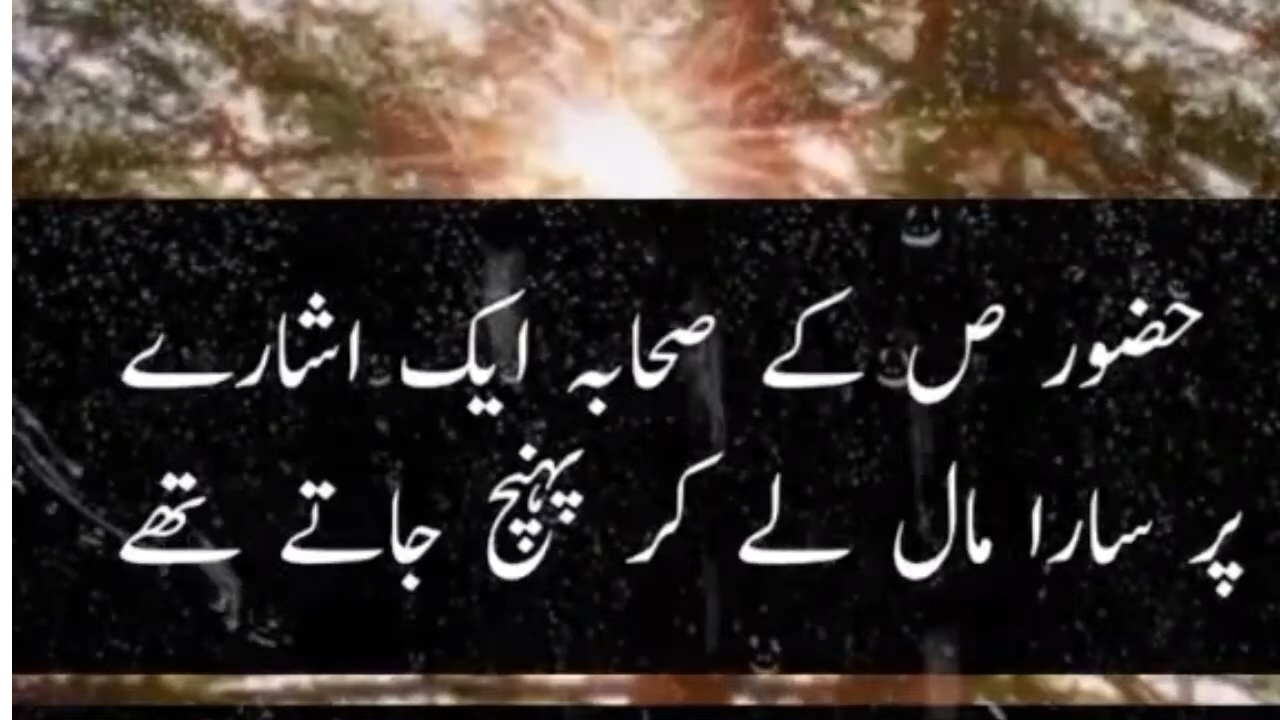 حضور ص کے صحابہ ایک اشارے
پر سارا مال لے کر پہنچ جاتے تھے